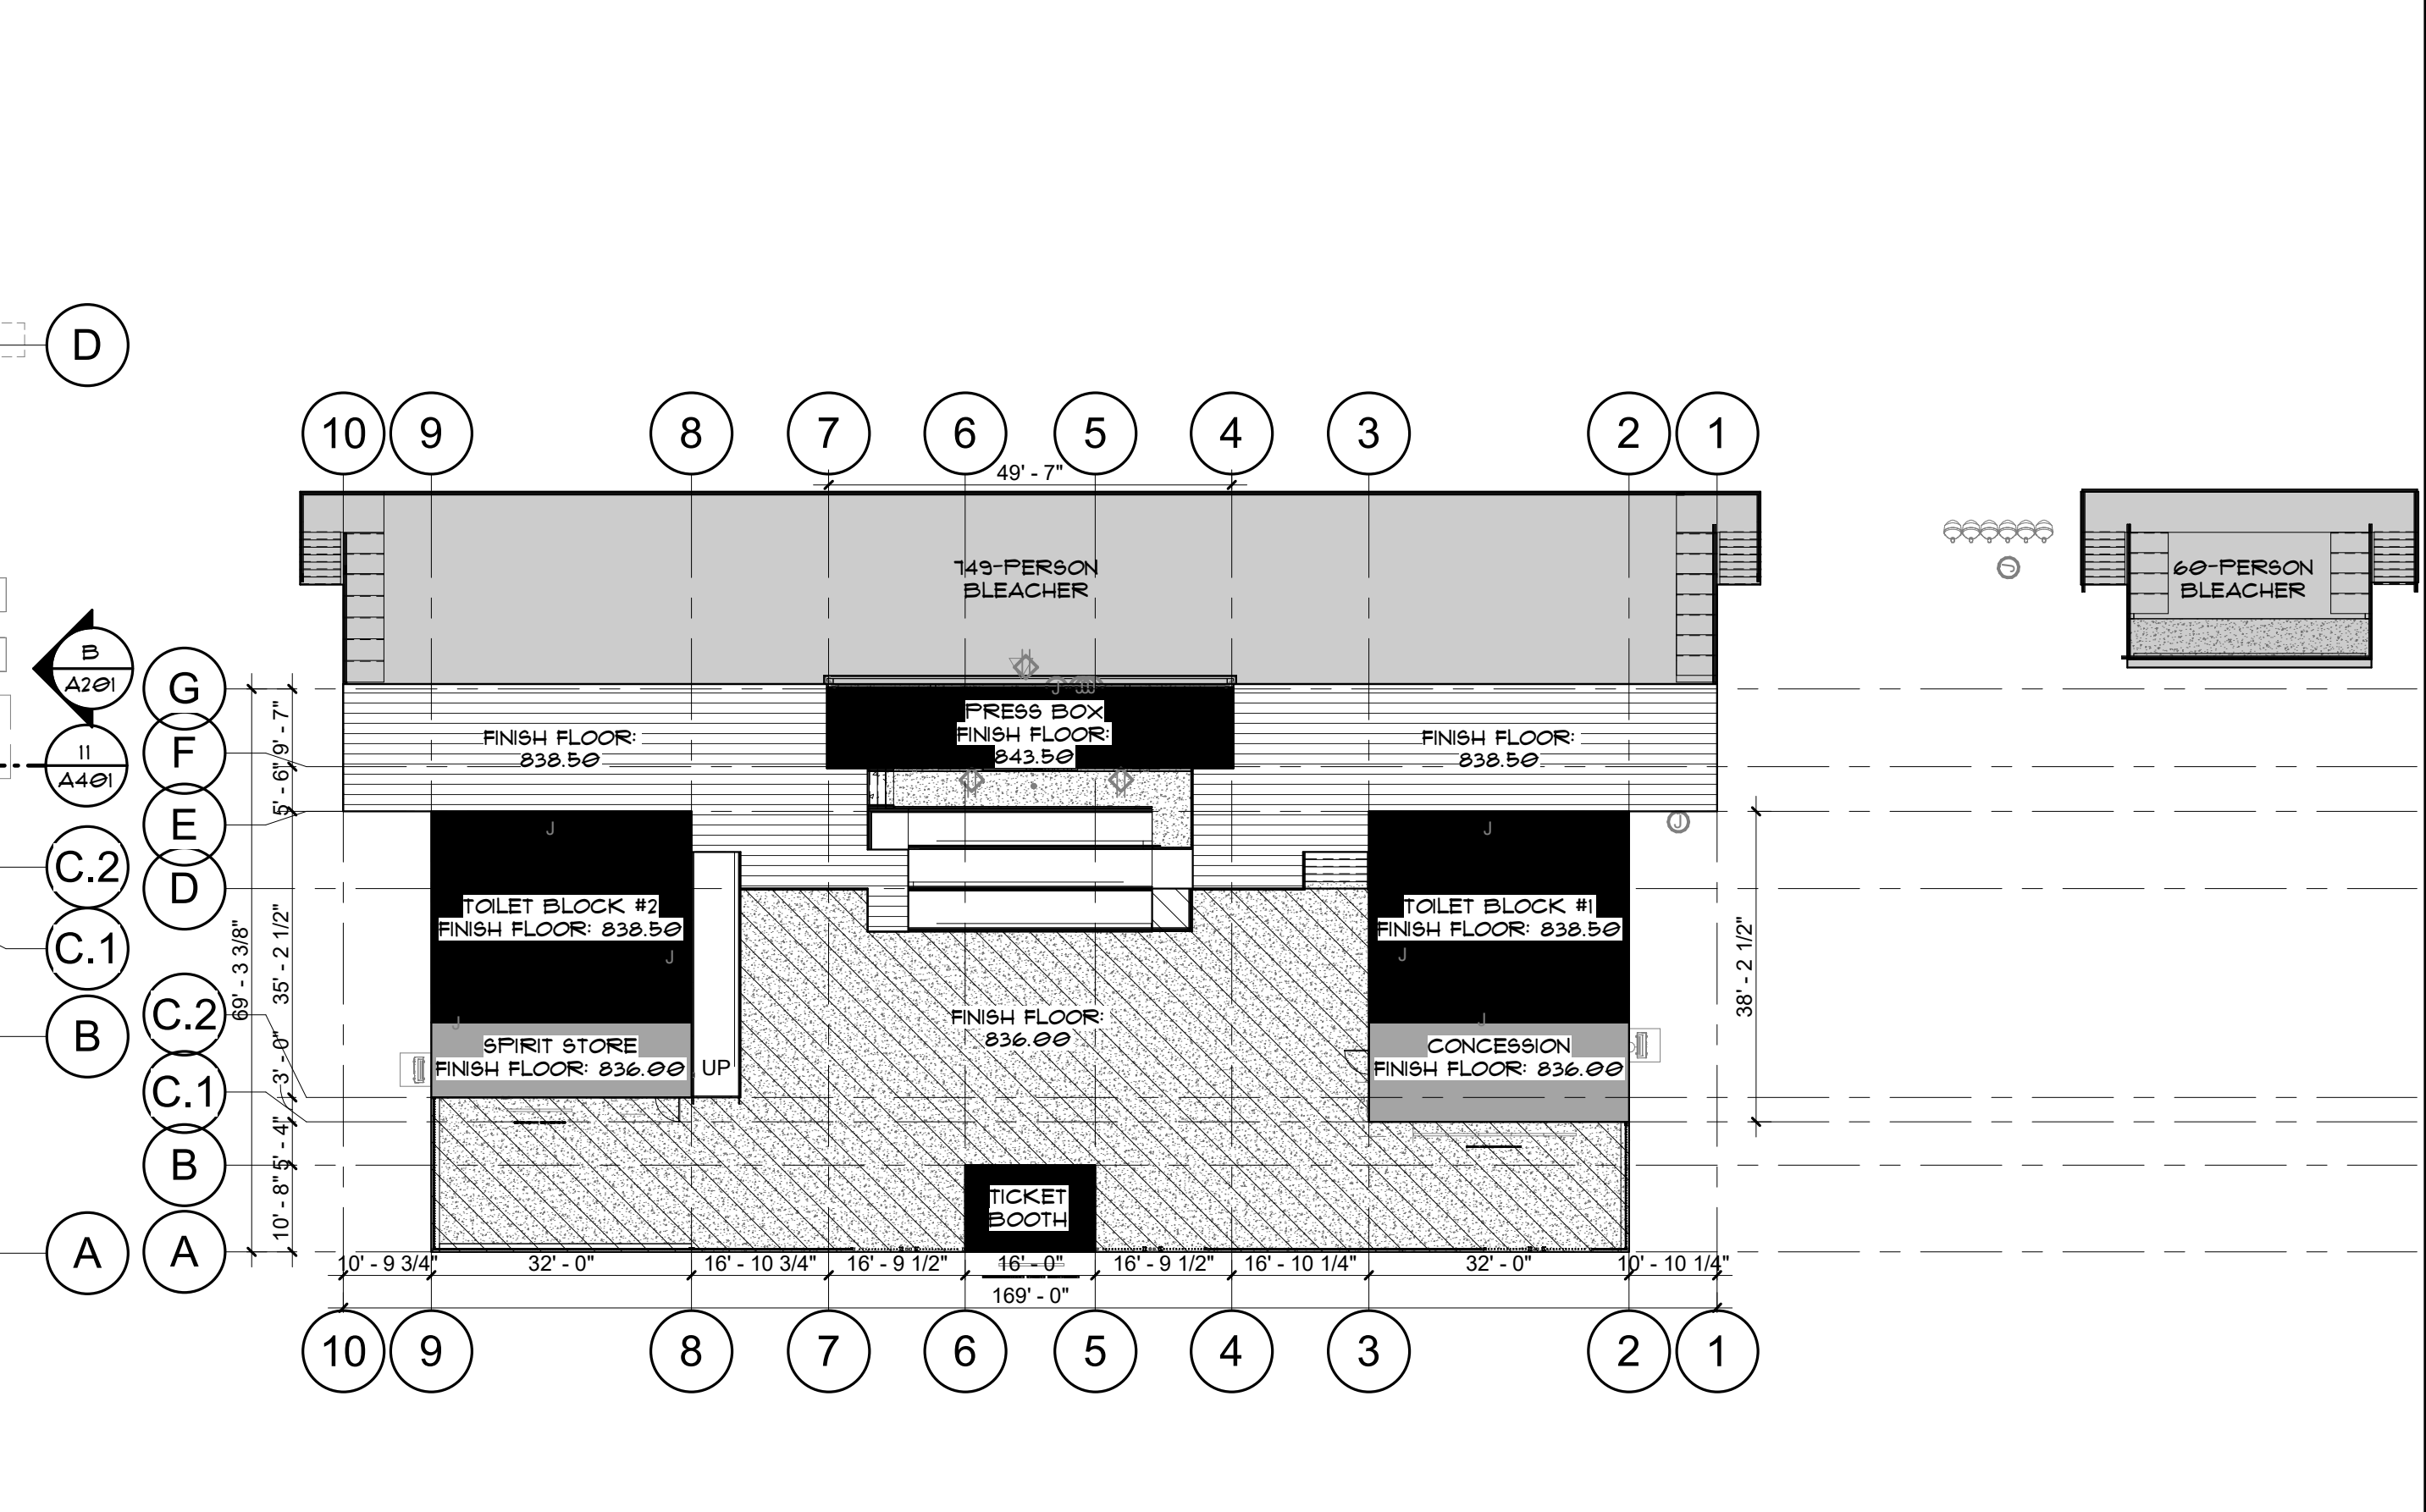 D
10 9 8 7 6 5 4 3 2 1
49' - 7"
749-PERSON
BLEACHER
60-PERSON
BLEACHER
B
A201
11
A401
G
F
E
D
C.2
C.1
B
A
C.2
C.1
B
A
9' - 7"
5' - 6"
35' - 2 1/2"
3' - 0"
5' - 4"
10' - 8"
69' - 3 3/8"
38' - 2 1/2"
FINISH FLOOR:
838.50
PRESS BOX
FINISH FLOOR:
843.50
FINISH FLOOR:
838.50
J
J
J
J
J
J
J
J
J
TOILET BLOCK #2
FINISH FLOOR: 838.50
TOILET BLOCK #1
FINISH FLOOR: 838.50
FINISH FLOOR:
836.00
SPIRIT STORE
FINISH FLOOR: 836.00
UP
CONCESSION
FINISH FLOOR: 836.00
TICKET
BOOTH
10' - 9 3/4" 32' - 0" 16' - 10 3/4" 16' - 9 1/2" 16' - 0" 16' - 9 1/2" 16' - 10 1/4" 32' - 0" 10' - 10 1/4"
169' - 0"
10 9 8 7 6 5 4 3 2 1